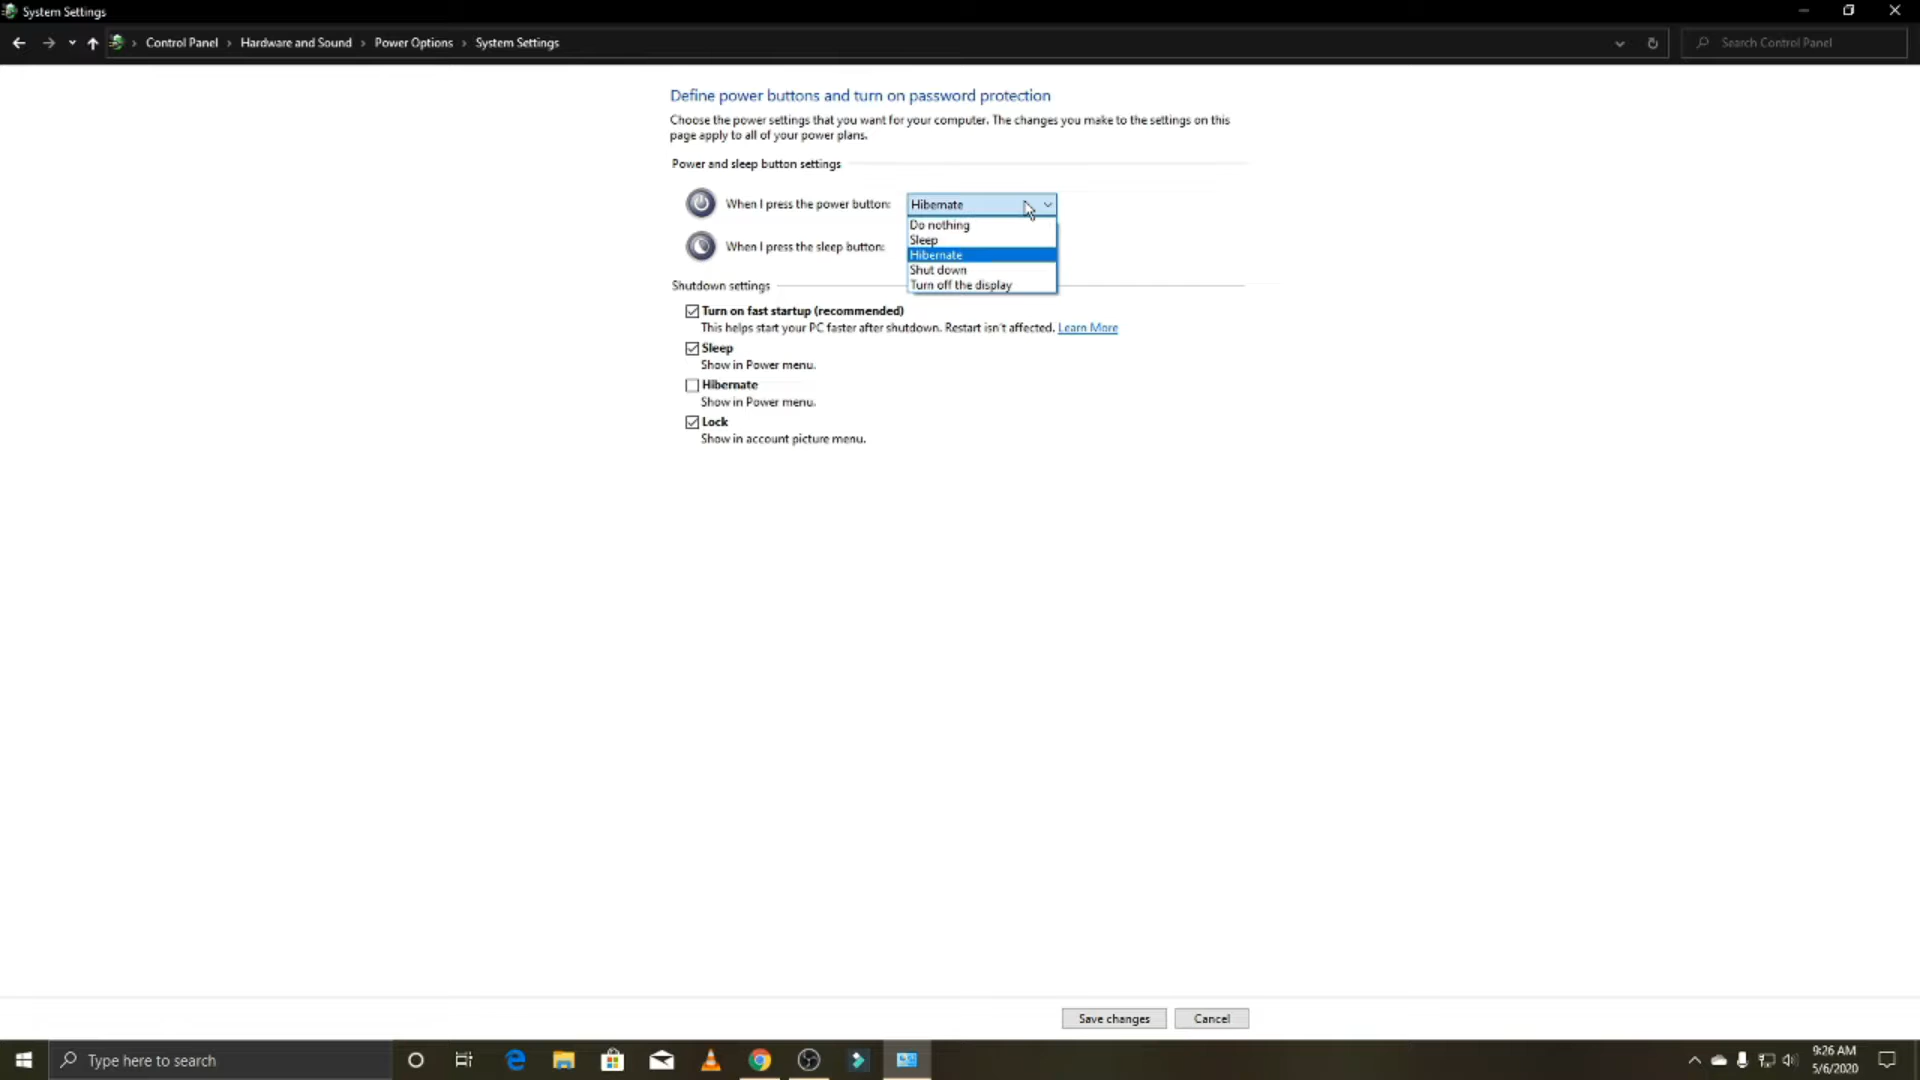 System Settings
Control Panel > Hardware and Sound > Power Options > System Settings
Search Control Panel
Define power buttons and turn on password protection
Choose the power settings that you want for your computer. The changes you make to the settings on this
page apply to all of your power plans.
Power and sleep button settings
When I press the power button: Hibernate
Do nothing
Sleep
When I press the sleep button:
Hibernate
Shut down
Turn off the display
Shutdown settings
Turn on fast startup (recommended)
This helps start your PC faster after shutdown. Restart isn't affected. Learn More
Sleep
Show in Power menu.
Hibernate
Show in Power menu.
Lock
Show in account picture menu.
Save changes
Cancel
Type here to search
9:26 AM
5/6/2020